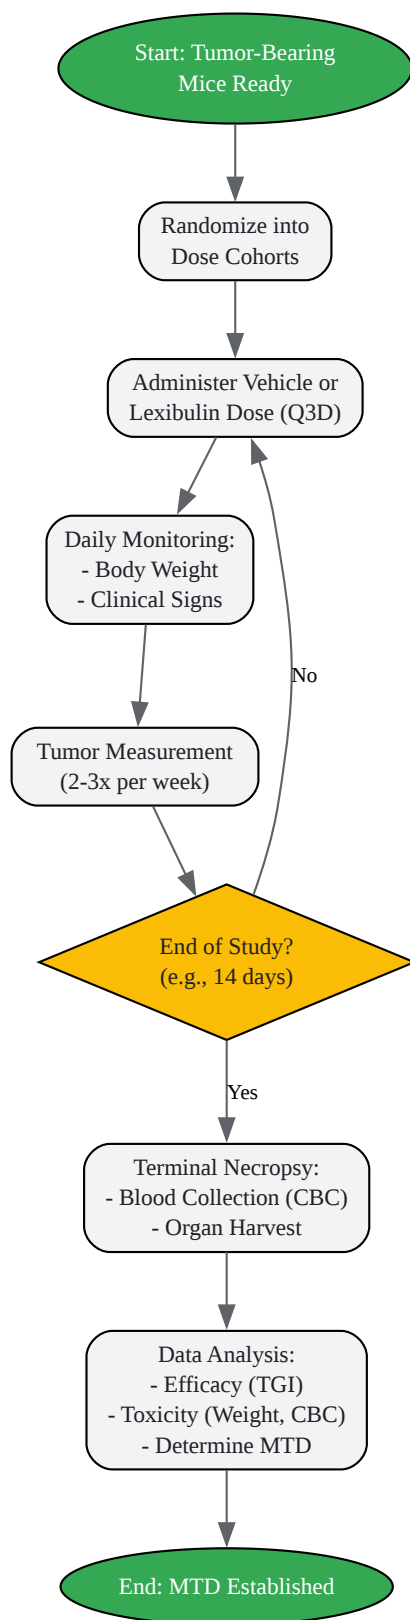 Start: Tumor-Bearing
Mice Ready
Randomize into
Dose Cohorts
Administer Vehicle or
Lexibulin Dose (Q3D)
Daily Monitoring:
- Body Weight
- Clinical Signs
No
Tumor Measurement
(2-3x per week)
End of Study?
(e.g., 14 days)
Yes
Terminal Necropsy:
- Blood Collection (CBC)
- Organ Harvest
Data Analysis:
- Efficacy (TGI)
- Toxicity (Weight, CBC)
- Determine MTD
End: MTD Established